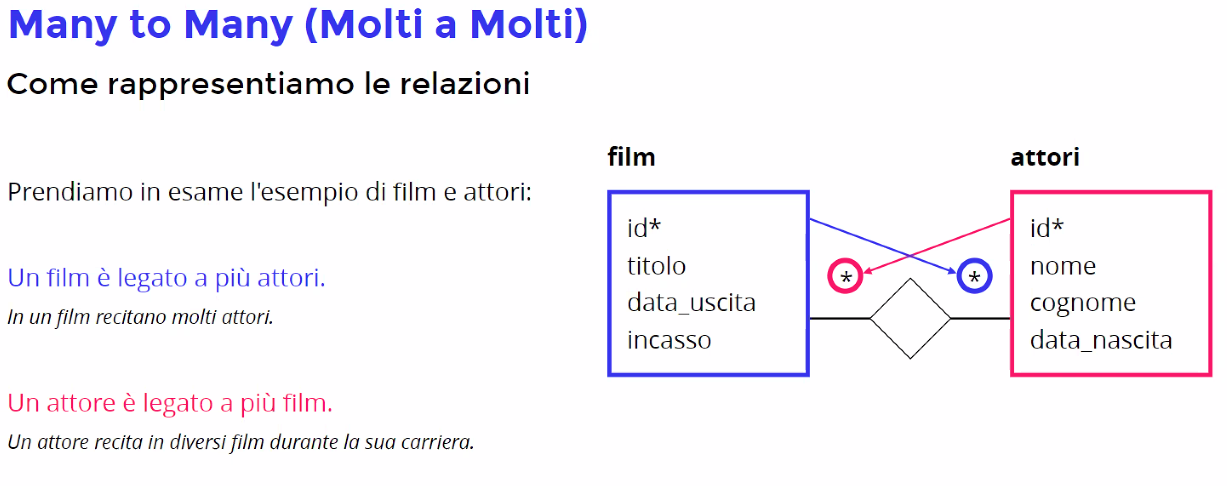 Many to Many (Molti a Molti)
Come rappresentiamo le relazioni
Prendiamo in esame l'esempio di film e attori:
Un film è legato a più attori.
In un film recitano molti attori.
Un attore è legato a più film.
Un attore recita in diversi film durante la sua carriera.
film
id*
titolo
data_uscita
incasso
*
*
attori
id*
nome
cognome
data_nascita